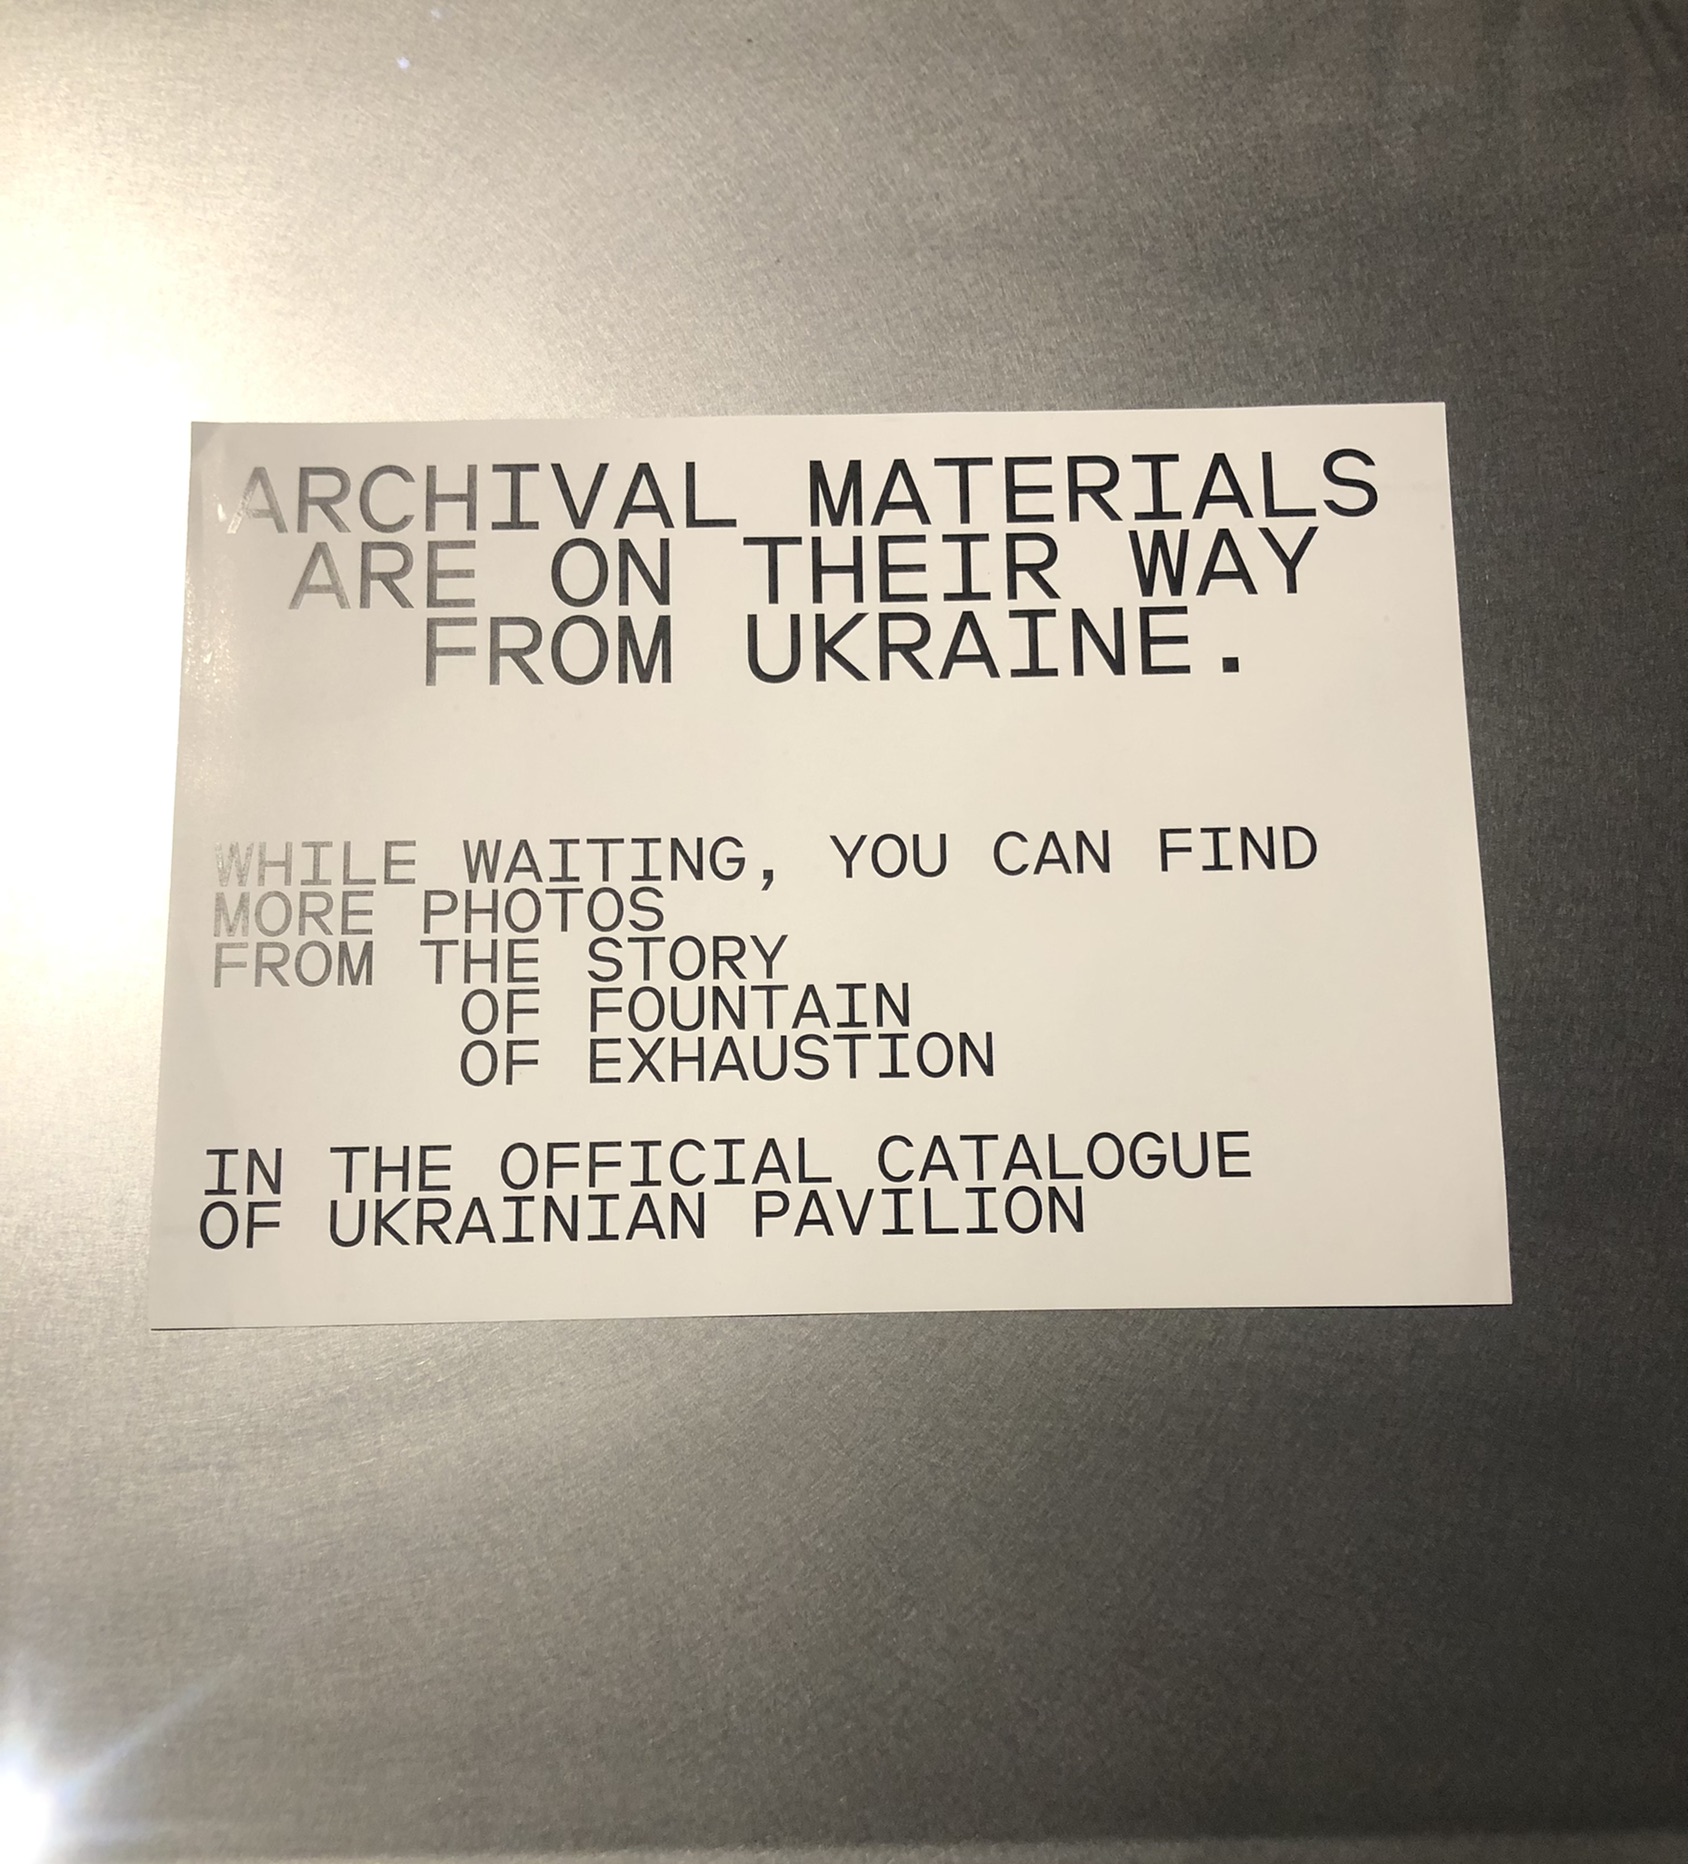 ARCHIVAL MATERIALS
ARE ON THEIR WAY
FROM UKRAINE.
WHILE WAITING, YOU CAN FIND
MORE PHOTOS
FROM THE STORY
OF FOUNTAIN
OF EXHAUSTION
IN THE OFFICIAL CATALOGUE
OF UKRAINIAN PAVILION